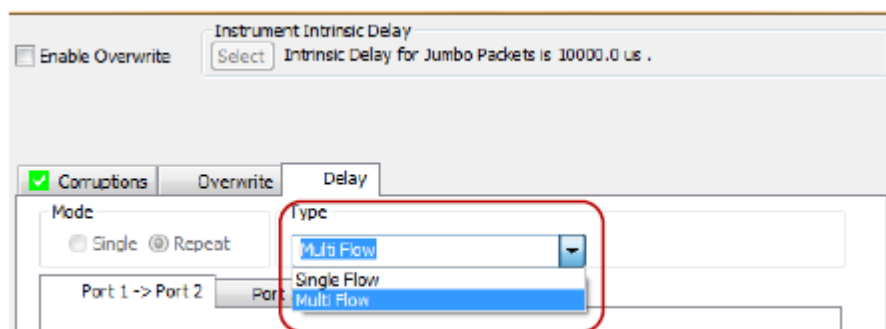 Instrument Intrinsic Delay
Enable Overwrite
Select
Intrinsic Delay for Jumbo Packets is 10000.0 us .
Corruptions
Overwrite
Delay
Mode
Type
Single
Repeat
Multi Flow
Single Flow
Multi Flow
Port 1 -> Port 2
Port